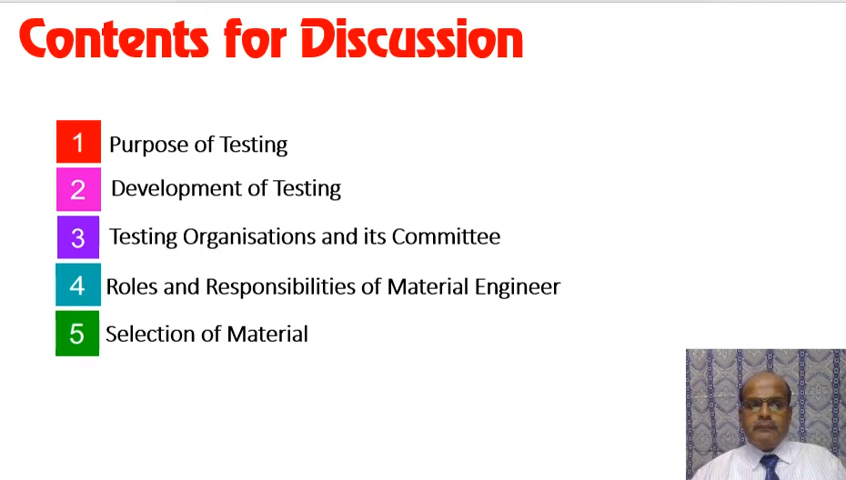 Contents for Discussion
1 Purpose of Testing
2 Development of Testing
3 Testing Organisations and its Committee
4 Roles and Responsibilities of Material Engineer
5 Selection of Material